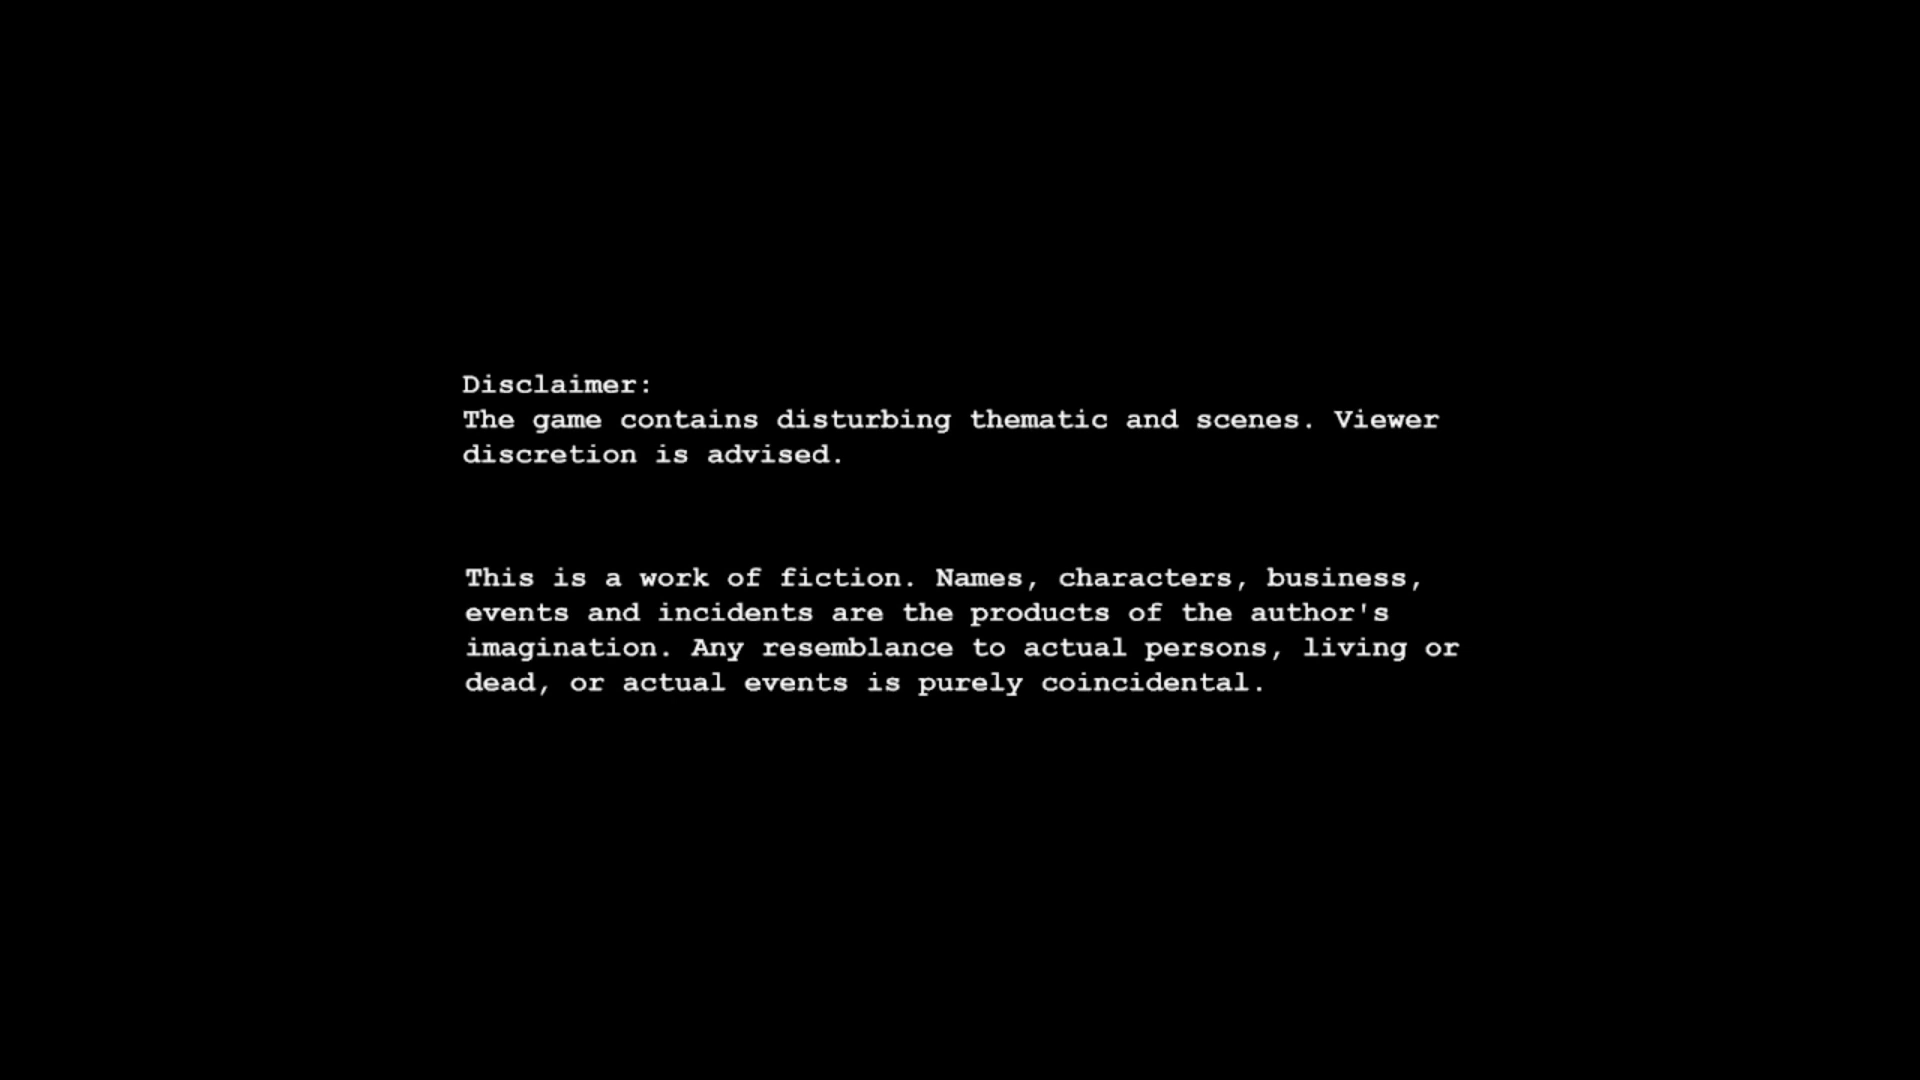 Disclaimer:
The game contains disturbing thematic and scenes. Viewer
discretion is advised.
This is a work of fiction. Names, characters, business,
events and incidents are the products of the author's
imagination. Any resemblance to actual persons, living or
dead, or actual events is purely coincidental.